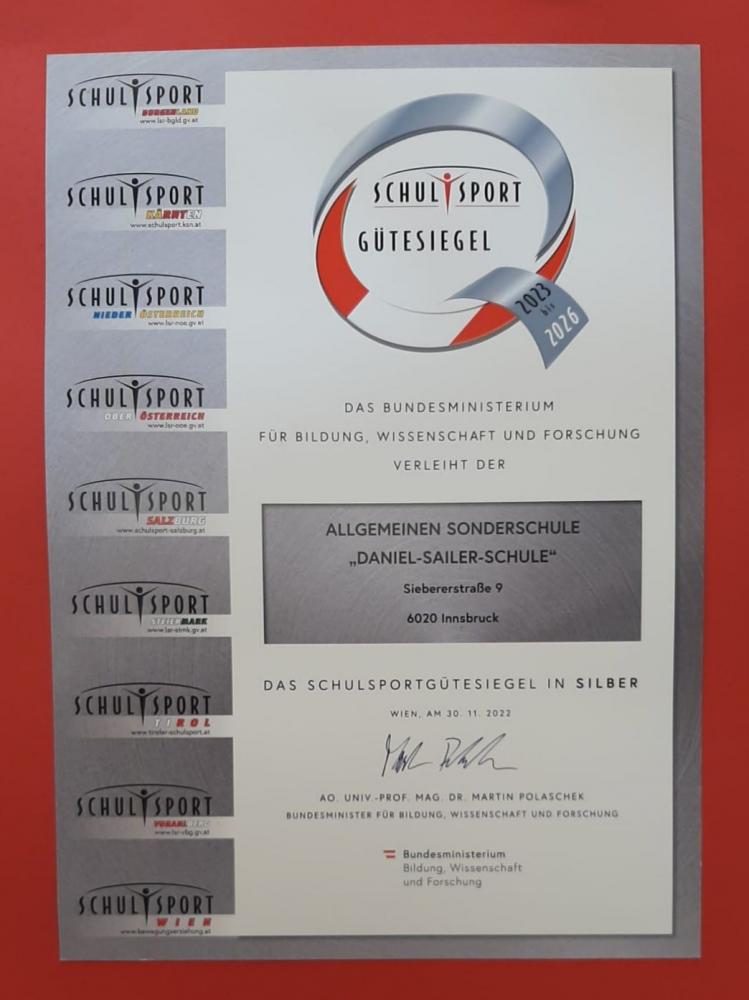 SCHULSPORT
BURGENLAND
www.lsr-bgld.gv.at
SCHULSPORT
KÄRNTEN
www.schulsport.ksn.at
SCHULSPORT
NIEDERÖSTERREICH
www.lsr-noe.gv.at
SCHULSPORT
OBERÖSTERREICH
www.lsr-ooe.gv.at
SCHULSPORT
SALZBURG
www.schulsport-salzburg.at
SCHULSPORT
STEIERMARK
www.lsr-stmk.gv.at
SCHULSPORT
TIROL
www.tiroler-schulsport.at
SCHULSPORT
VORARLBERG
www.lsr-vbg.gv.at
SCHULSPORT
WIEN
www.bewegungserziehung.at
SCHULSPORT
GÜTESIEGEL
2023
bis
2026
DAS BUNDESMINISTERIUM
FÜR BILDUNG, WISSENSCHAFT UND FORSCHUNG
VERLEIHT DER
ALLGEMEINEN SONDERSCHULE
„DANIEL-SAILER-SCHULE“
Siebererstraße 9
6020 Innsbruck
DAS SCHULSPORTGÜTESIEGEL IN SILBER
WIEN, AM 30. 11. 2022
AO. UNIV.-PROF. MAG. DR. MARTIN POLASCHEK
BUNDESMINISTER FÜR BILDUNG, WISSENSCHAFT UND FORSCHUNG
Bundesministerium
Bildung, Wissenschaft
und Forschung